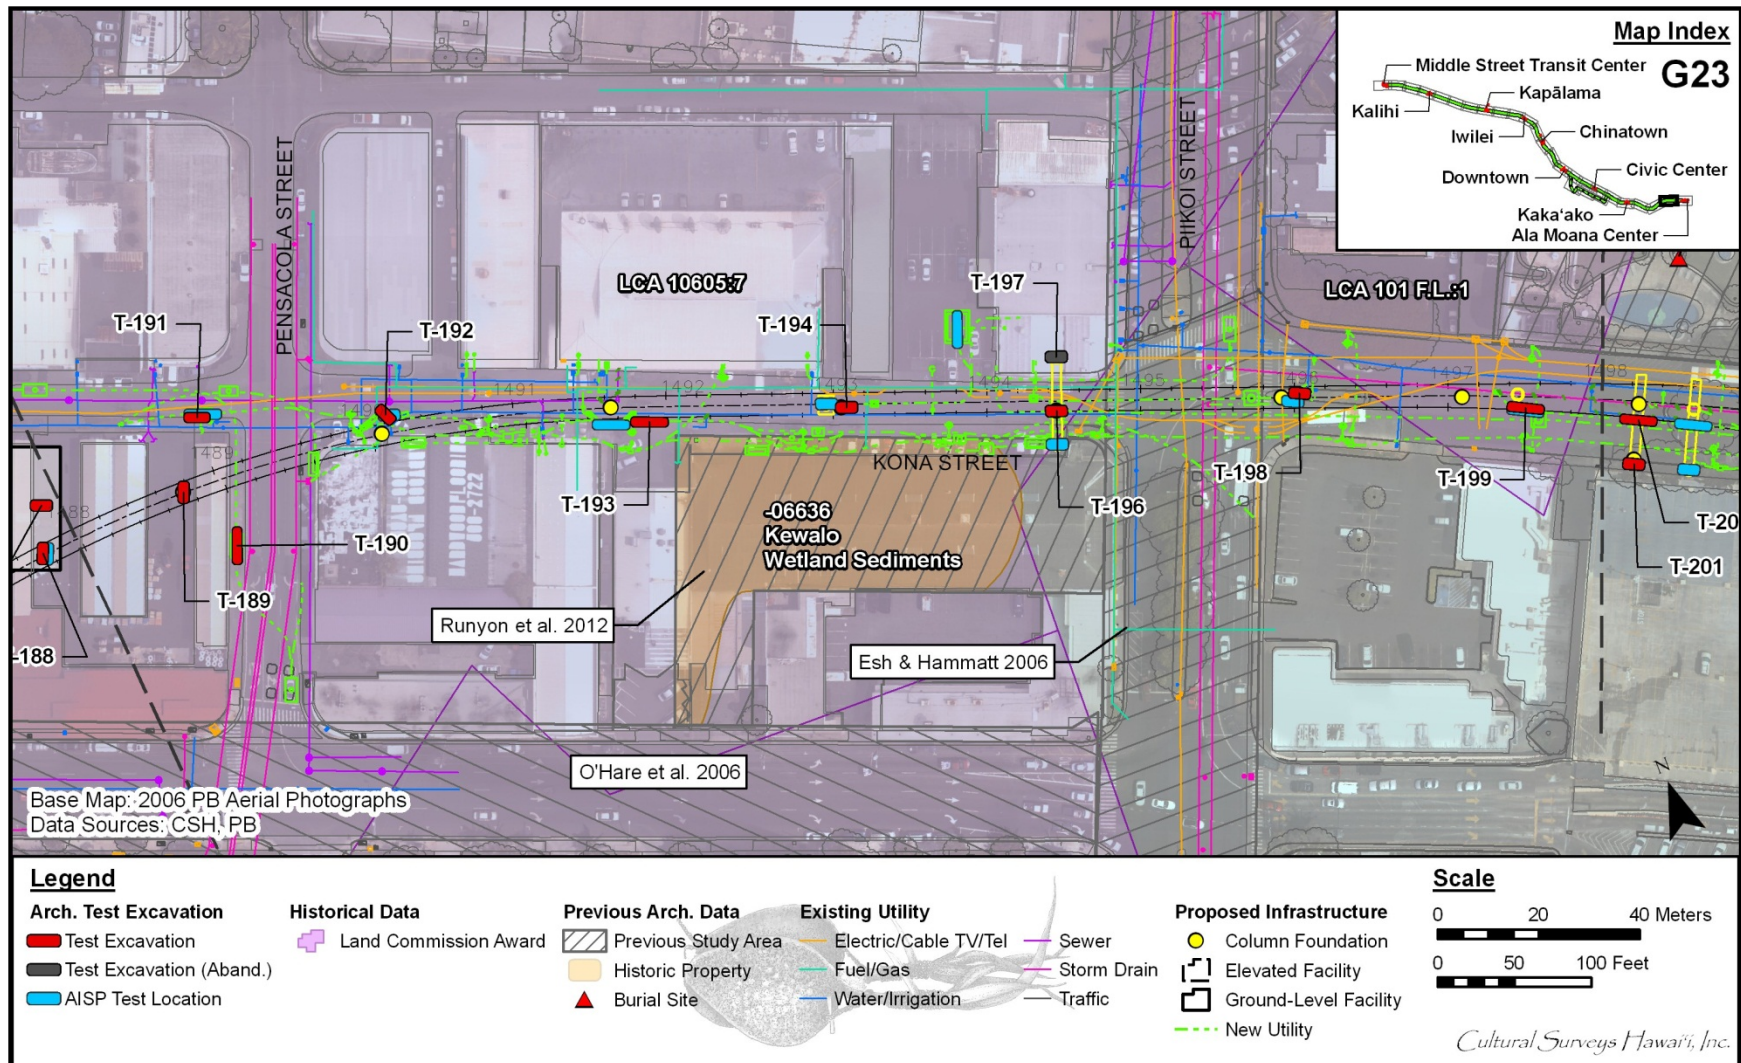 Map Index
G23
Middle Street Transit Center
Kapālama
Kalihi
Iwilei
Chinatown
Downtown
Civic Center
Kaka‘ako
Ala Moana Center
PENSACOLA STREET
PIIKOI STREET
LCA 10605:7
LCA 101 F.L.:1
T-197
T-191
T-192
T-194
1491
1492
1494
1495
1497
1498
1489
KONA STREET
T-193
T-196
T-198
T-199
T-20
T-201
T-190
T-189
-188
-06636
Kewalo
Wetland Sediments
HARDWOOD FLOOR
Runyon et al. 2012
Esh & Hammatt 2006
O'Hare et al. 2006
N
Base Map: 2006 PB Aerial Photographs
Data Sources: CSH, PB
Legend
Arch. Test Excavation
Test Excavation
Test Excavation (Aband.)
AISP Test Location
Historical Data
Land Commission Award
Previous Arch. Data
Previous Study Area
Historic Property
Burial Site
Existing Utility
Electric/Cable TV/Tel
Fuel/Gas
Water/Irrigation
Sewer
Storm Drain
Traffic
Proposed Infrastructure
Column Foundation
Elevated Facility
Ground-Level Facility
New Utility
Scale
0 20 40 Meters
0 50 100 Feet
Cultural Surveys Hawai‘i, Inc.